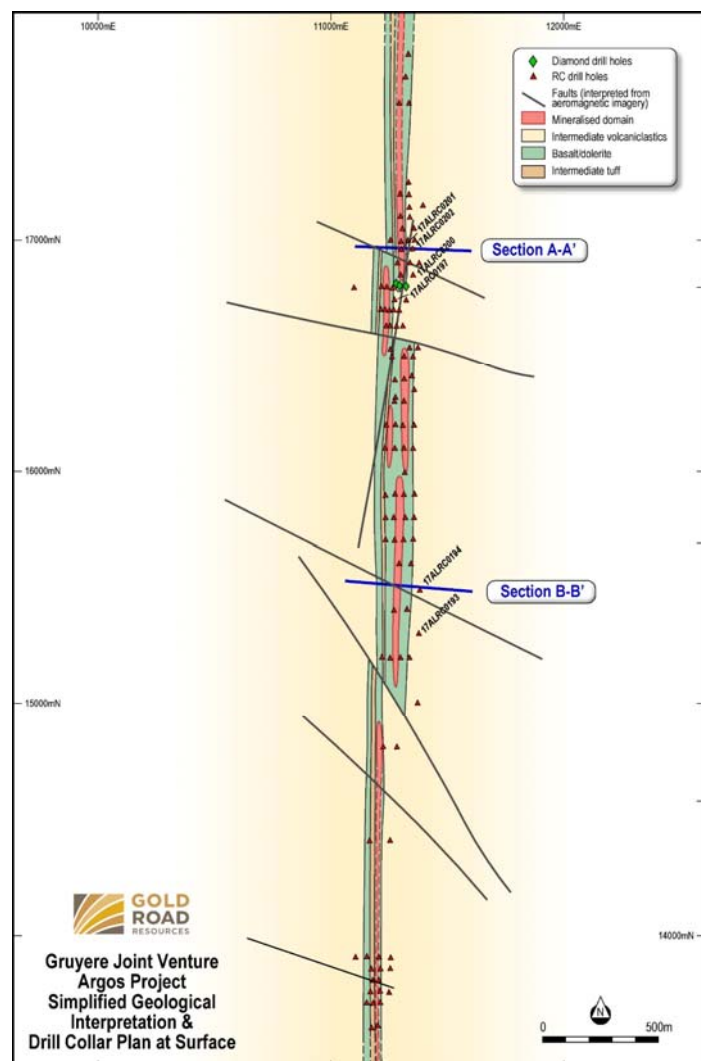 10000mE
11000mE
12000mE
Diamond drill holes
RC drill holes
Faults (interpreted from
aeromagnetic imagery)
Mineralised domain
Intermediate volcaniclastics
Basalt/dolerite
Intermediate tuff
17ALRC0201
17ALRC0202
17000mN
Section A-A’
17ALRC0200
17ALRC0197
16000mN
17ALRC0194
Section B-B’
17ALRC0193
15000mN
GOLD
ROAD
RESOURCES
14000mN
Gruyere Joint Venture
Argos Project
Simplified Geological
Interpretation &
Drill Collar Plan at Surface
N
0
500m